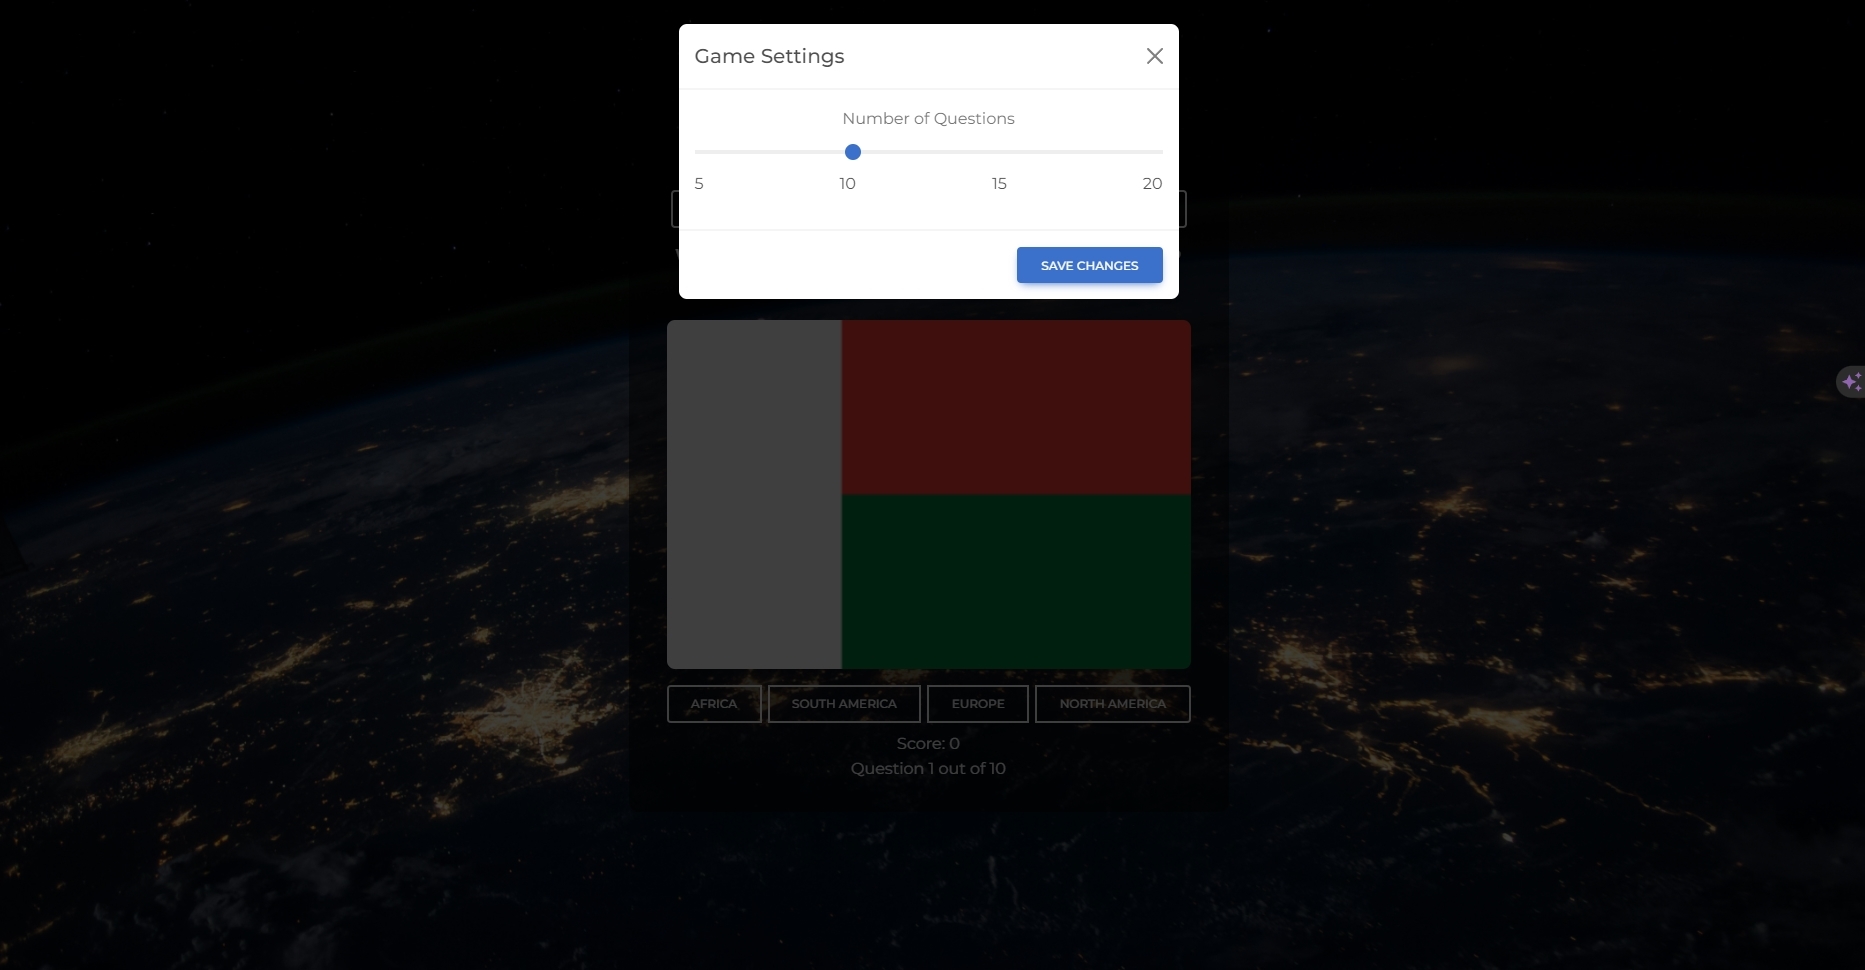 Game Settings
Number of Questions
5 10 15 20
SAVE CHANGES
AFRICA SOUTH AMERICA EUROPE NORTH AMERICA
Score: 0
Question 1 out of 10